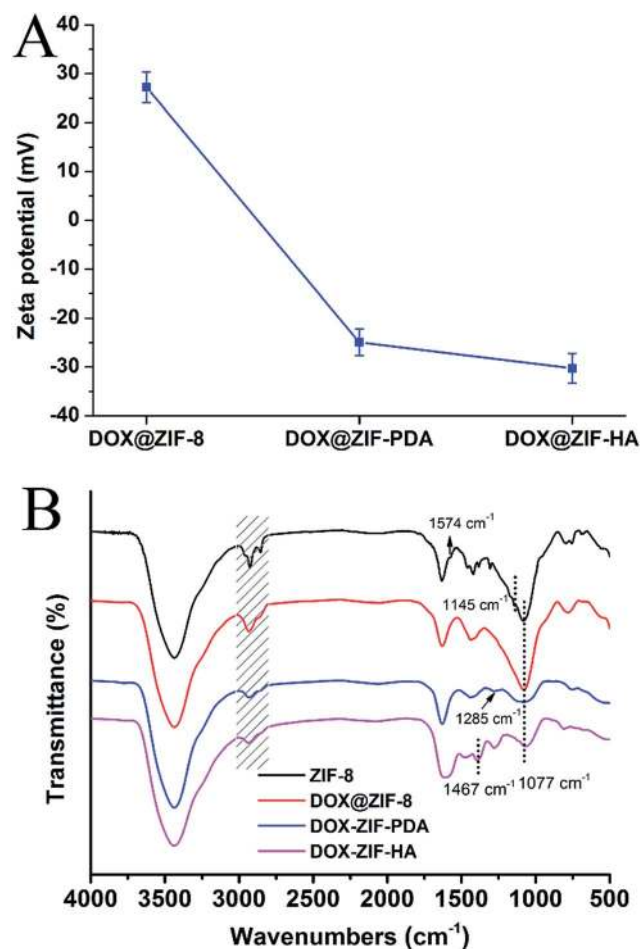 A
40
30
20
10
0
-10
-20
-30
-40
Zeta potential (mV)
DOX@ZIF-8 DOX@ZIF-PDA DOX@ZIF-HA
B
Transmittance (%)
1574 cm⁻¹
1145 cm⁻¹
1285 cm⁻¹
1467 cm⁻¹ 1077 cm⁻¹
ZIF-8
DOX@ZIF-8
DOX-ZIF-PDA
DOX-ZIF-HA
4000 3500 3000 2500 2000 1500 1000 500
Wavenumbers (cm⁻¹)